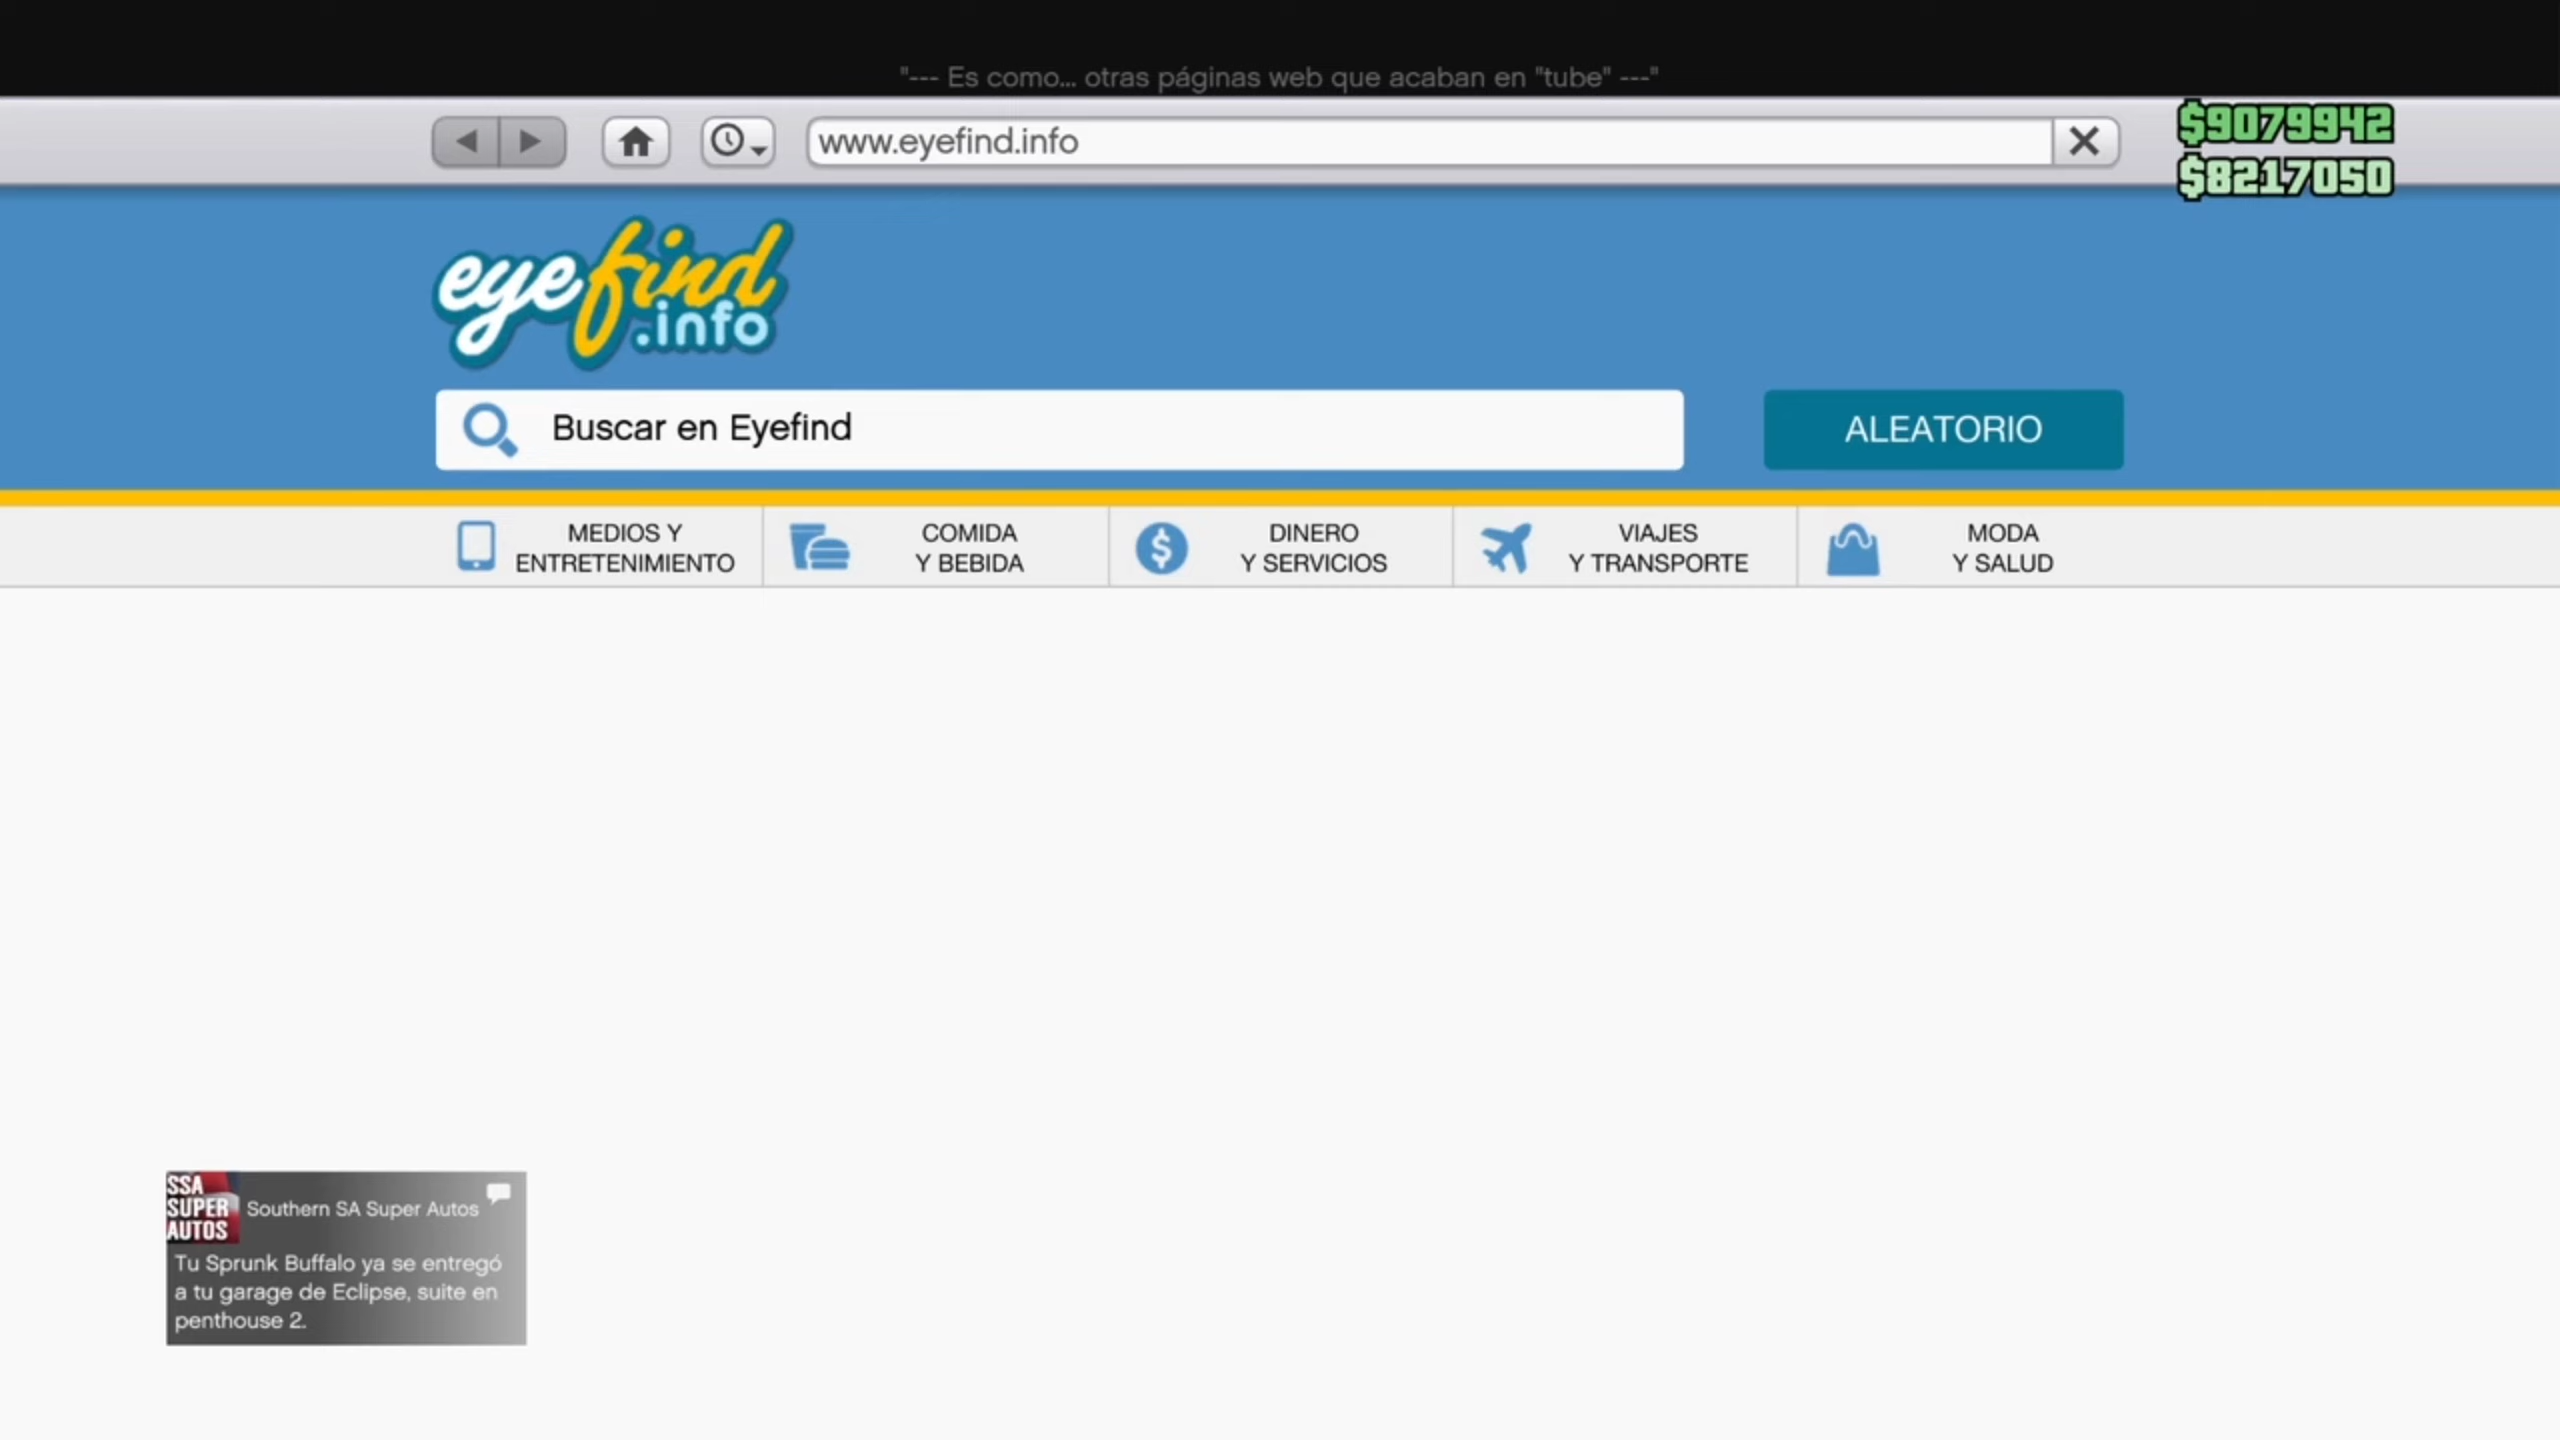 "--- Es como... otras páginas web que acaban en "tube" ---"
www.eyefind.info
$9079942
$8217050
eyefind
.info
Buscar en Eyefind
ALEATORIO
MEDIOS Y
ENTRETENIMIENTO
COMIDA
Y BEBIDA
DINERO
Y SERVICIOS
VIAJES
Y TRANSPORTE
MODA
Y SALUD
SSA
SUPER
AUTOS
Southern SA Super Autos
Tu Sprunk Buffalo ya se entregó
a tu garage de Eclipse, suite en
penthouse 2.